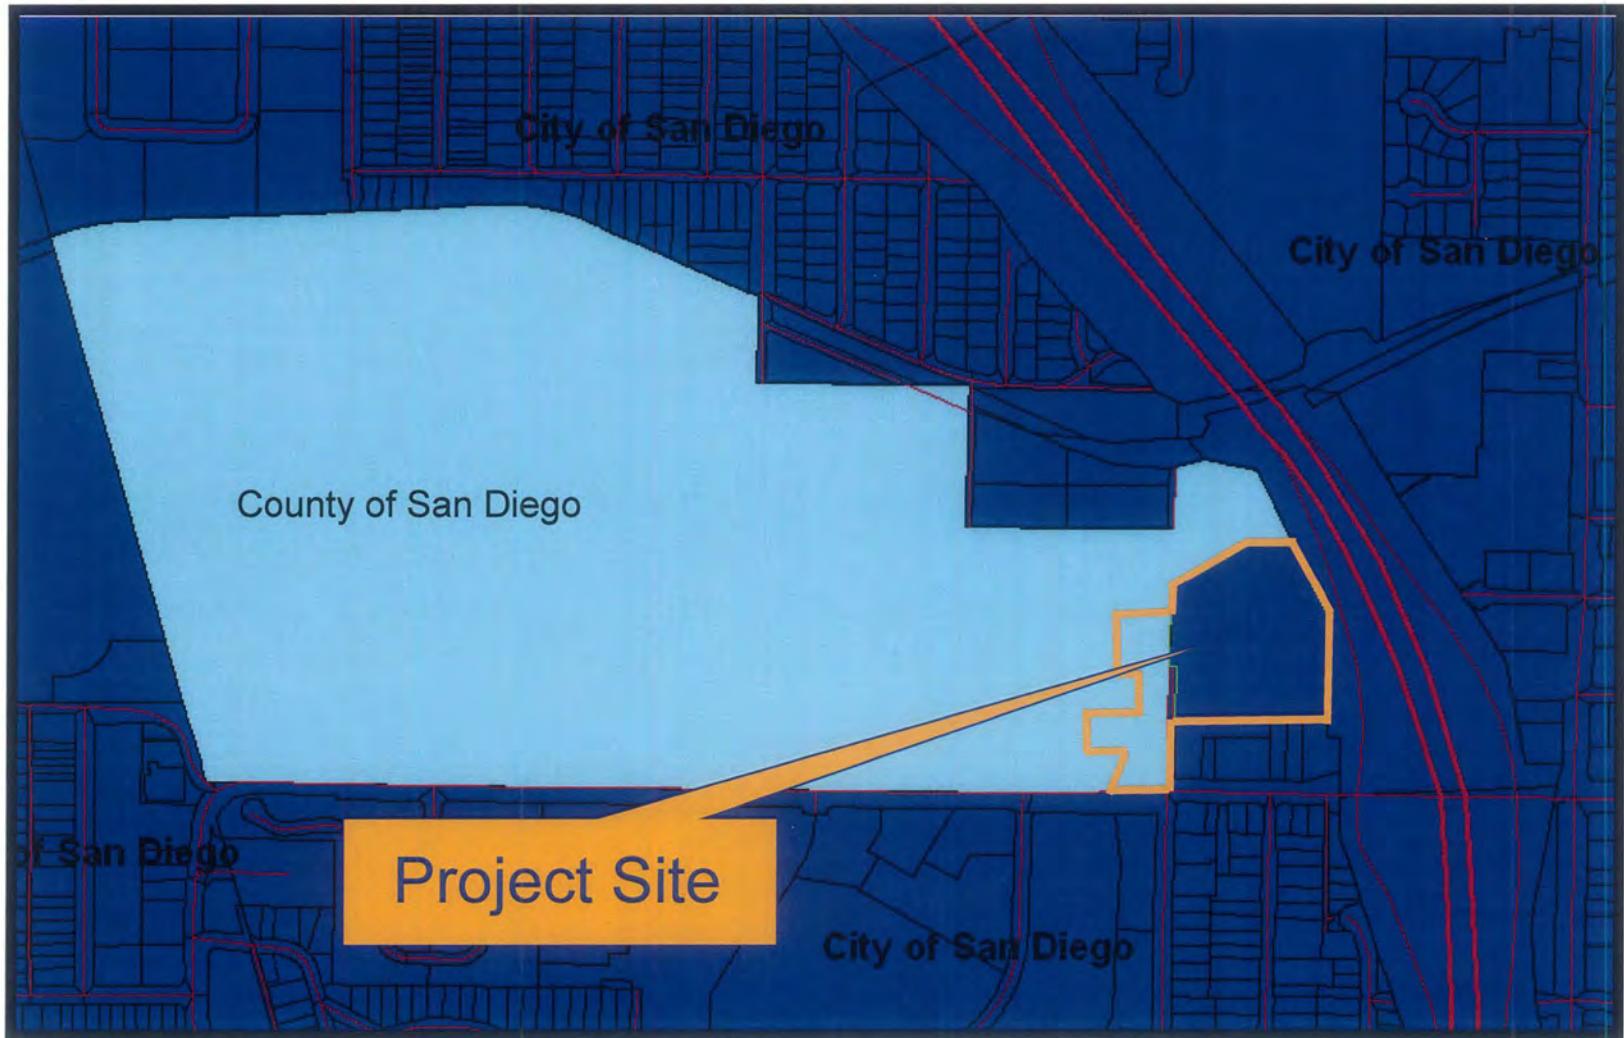 City of San Diego
City of San Diego
County of San Diego
of San Diego
Project Site
City of San Diego